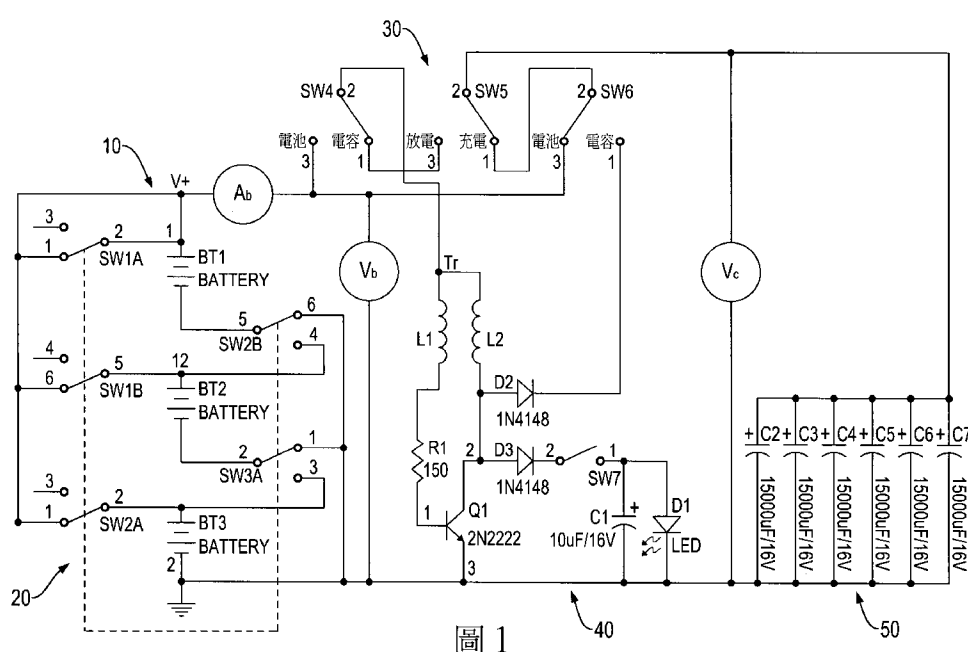 10
30
SW4
2
2
SW5
2
SW6
電池
電容
放電
充電
電池
電容
3
1
3
1
3
1
V+
Ab
Vb
Vc
3
1
2
SW1A
1
BT1
BATTERY
5
6
4
SW2B
4
6
5
SW1B
12
BT2
BATTERY
1
3
SW3A
3
1
2
SW2A
BT3
BATTERY
2
20
Tr
L1
L2
D2
1N4148
R1
150
2
D3
1N4148
2
1
SW7
1
Q1
2N2222
3
C1
+
10uF/16V
D1
LED
+
C2
+
C3
+
C4
+
C5
+
C6
+
C7
15000uF/16V
15000uF/16V
15000uF/16V
15000uF/16V
15000uF/16V
15000uF/16V
40
50
圖 1